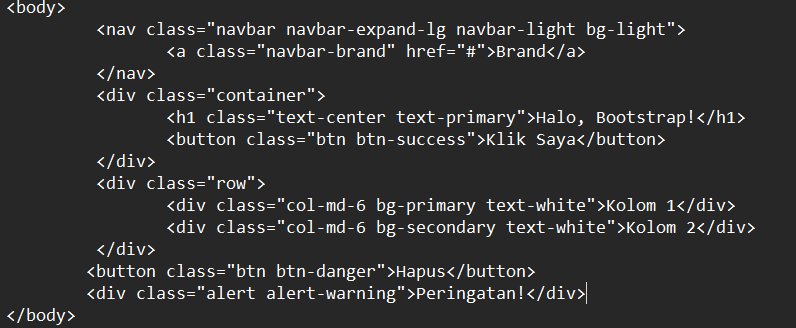 <body>
<nav class="navbar navbar-expand-lg navbar-light bg-light">
<a class="navbar-brand" href="#">Brand</a>
</nav>
<div class="container">
<h1 class="text-center text-primary">Halo, Bootstrap!</h1>
<button class="btn btn-success">Klik Saya</button>
</div>
<div class="row">
<div class="col-md-6 bg-primary text-white">Kolom 1</div>
<div class="col-md-6 bg-secondary text-white">Kolom 2</div>
</div>
<button class="btn btn-danger">Hapus</button>
<div class="alert alert-warning">Peringatan!</div>
</body>